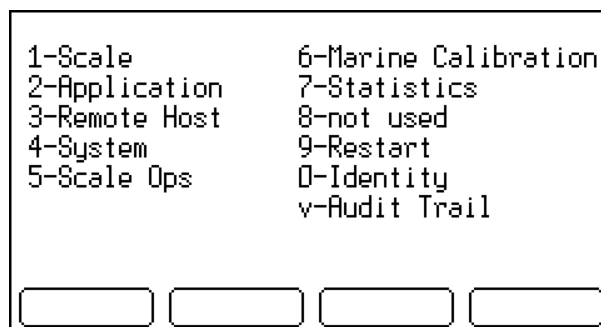 1-Scale
2-Application
3-Remote Host
4-System
5-Scale Ops
6-Marine Calibration
7-Statistics
8-not used
9-Restart
0-Identity
v-Audit Trail